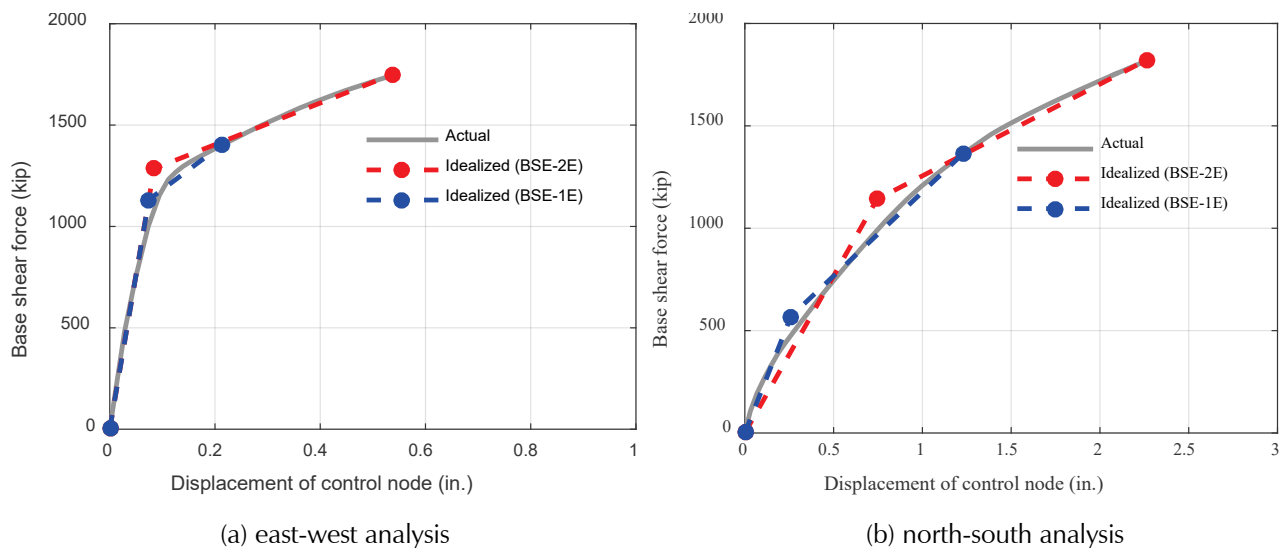 2000
1500
1000
500
0
Base shear force (kip)
Actual
Idealized (BSE-2E)
Idealized (BSE-1E)
0
0.2
0.4
0.6
0.8
1
Displacement of control node (in.)
(a) east-west analysis
2000
1500
1000
500
0
Base shear force (kip)
Actual
Idealized (BSE-2E)
Idealized (BSE-1E)
0
0.5
1
1.5
2
2.5
3
Displacement of control node (in.)
(b) north-south analysis